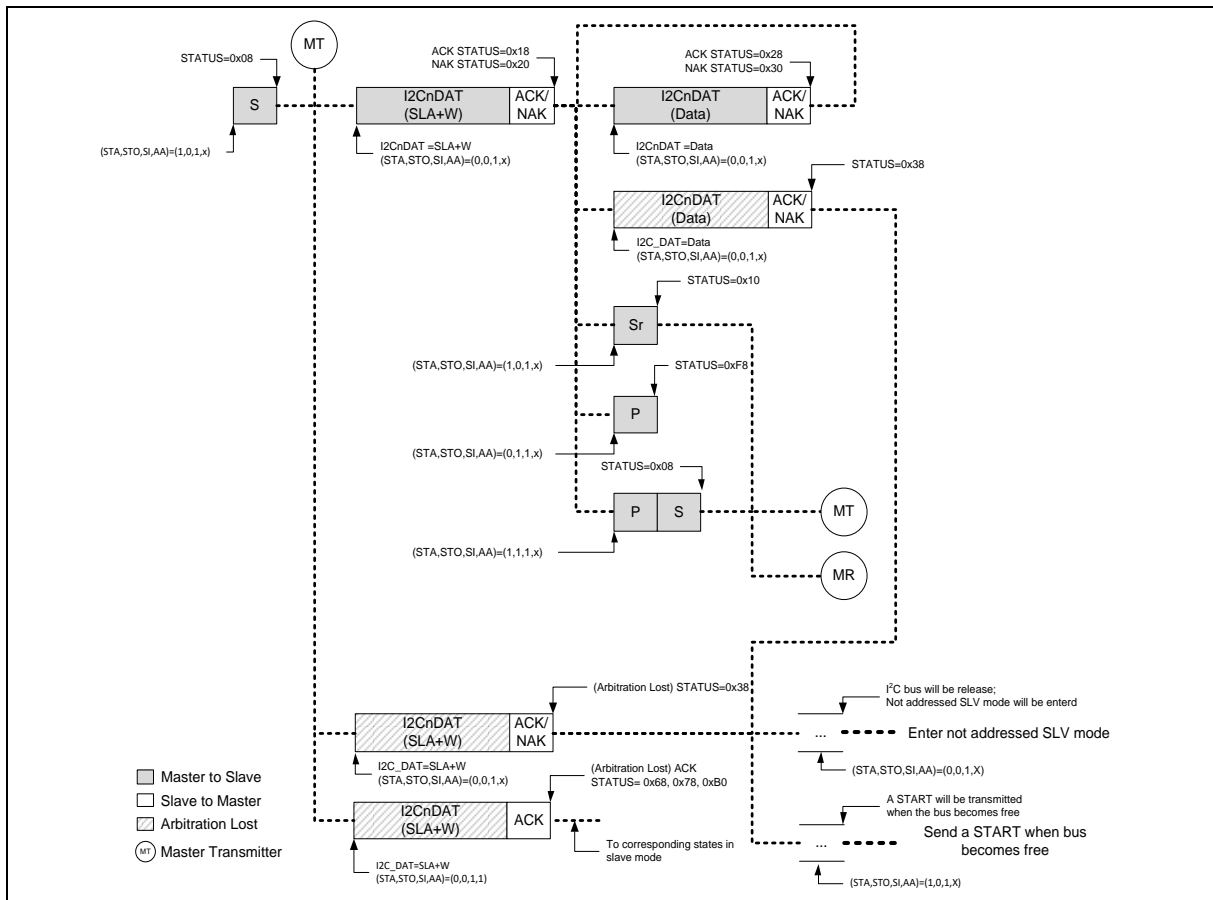 MT
STATUS=0x08
ACK STATUS=0x18
NAK STATUS=0x20
ACK STATUS=0x28
NAK STATUS=0x30
S
I2CnDAT
(SLA+W)
ACK/
NAK
I2CnDAT
(Data)
ACK/
NAK
(STA,STO,SI,AA)=(1,0,1,x)
I2CnDAT =SLA+W
(STA,STO,SI,AA)=(0,0,1,x)
I2CnDAT =Data
(STA,STO,SI,AA)=(0,0,1,x)
STATUS=0x38
I2CnDAT
(Data)
ACK/
NAK
I2C_DAT=Data
(STA,STO,SI,AA)=(0,0,1,x)
STATUS=0x10
Sr
(STA,STO,SI,AA)=(1,0,1,x)
STATUS=0xF8
P
(STA,STO,SI,AA)=(0,1,1,x)
STATUS=0x08
P
S
MT
(STA,STO,SI,AA)=(1,1,1,x)
MR
(Arbitration Lost) STATUS=0x38
I2CnDAT
(SLA+W)
ACK/
NAK
I2C_DAT=SLA+W
(STA,STO,SI,AA)=(0,0,1,x)
I²C bus will be release;
Not addressed SLV mode will be enterd
...
Enter not addressed SLV mode
(STA,STO,SI,AA)=(0,0,1,X)
(Arbitration Lost) ACK
STATUS= 0x68, 0x78, 0xB0
I2CnDAT
(SLA+W)
ACK
To corresponding states in
slave mode
I2C_DAT=SLA+W
(STA,STO,SI,AA)=(0,0,1,1)
A START will be transmitted
when the bus becomes free
...
Send a START when bus
becomes free
(STA,STO,SI,AA)=(1,0,1,X)
Master to Slave
Slave to Master
Arbitration Lost
MT
Master Transmitter